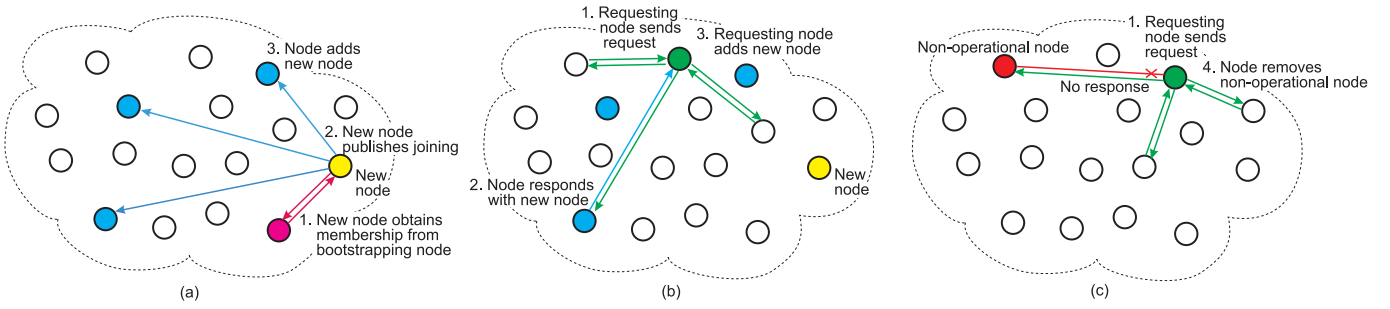 3. Node adds
new node
2. New node
publishes joining
New
node
1. New node obtains
membership from
bootstrapping node
(a)
1. Requesting
node sends
request
3. Requesting node
adds new node
2. Node responds
with new node
New
node
(b)
1. Requesting
node sends
request
Non-operational node
No response
4. Node removes
non-operational node
(c)